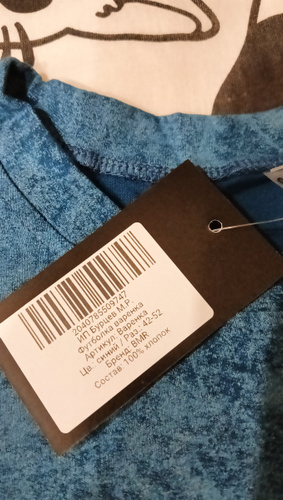 2040785509747
ИП Бурцев М.Р.
Футболка варенка
Артикул: Варенка
Цв.: синий / Раз.: 42-52
Бренд: BMR
Состав: 100% хлопок